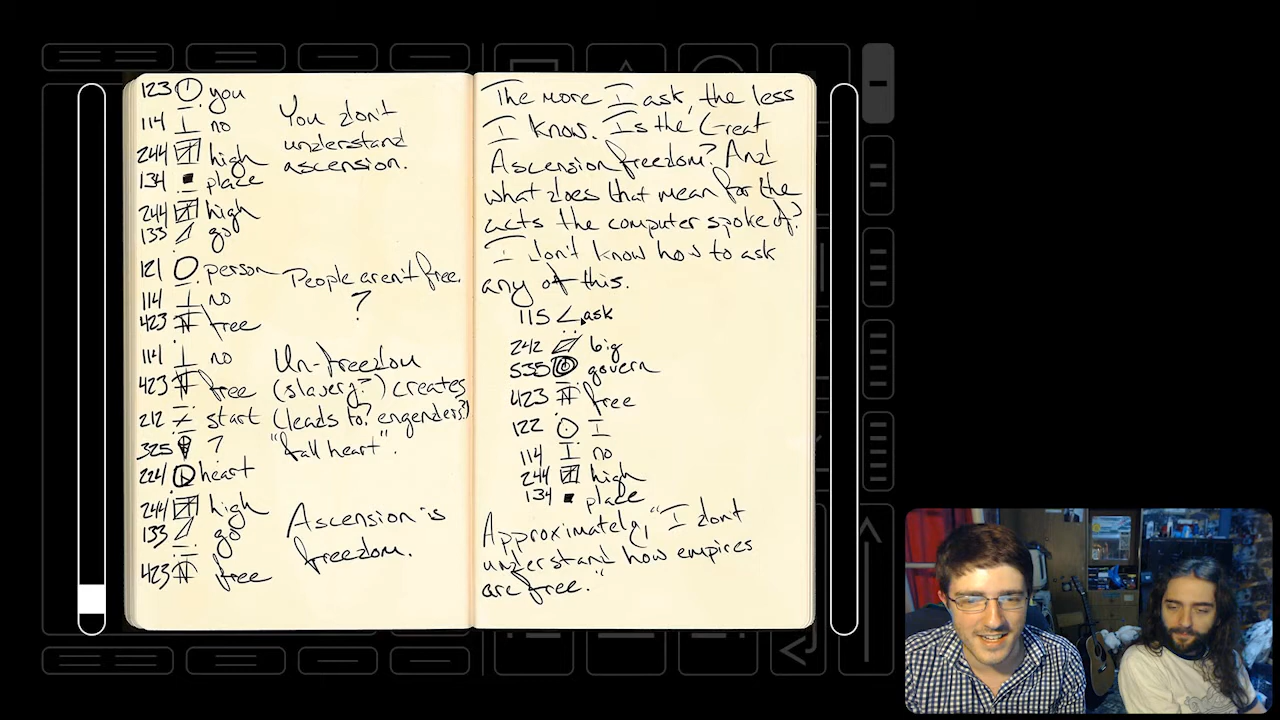 123 you
114 no
244 high
134 place
244 high
133 go
You don't
understand
ascension.
121 person
114 no
423 free
People aren't free.
?
114 no
423 free
212 start
325 ?
224 heart
Un-freedom
(slavery?) creates
(leads to? engenders?)
"fall heart".
244 high
133 go
423 free
Ascension is
freedom.
The more I ask, the less
I know. Is the Great
Ascension freedom? And
what does that mean for the
acts the computer spoke of?
I don't know how to ask
any of this.
115 ask
242 big
535 govern
423 free
122 I
114 no
244 high
134 place
Approximately, "I dont
understand how empires
are free."